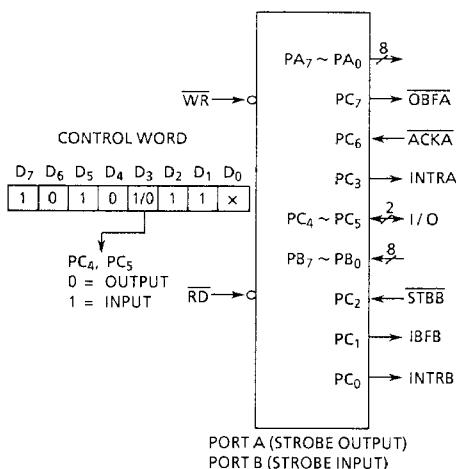 PA₇ ~ PA₀ 8
WR PC₇ OBFA
PC₆ ACKA
CONTROL WORD
PC₃ INTRA
D₇ D₆ D₅ D₄ D₃ D₂ D₁ D₀
1 0 1 0 1/0 1 1 ×
PC₄ ~ PC₅ 2 I/O
PC₄, PC₅
0 = OUTPUT
1 = INPUT
PB₇ ~ PB₀ 8
RD PC₂ STBB
PC₁ IBFB
PC₀ INTRB
PORT A (STROBE OUTPUT)
PORT B (STROBE INPUT)